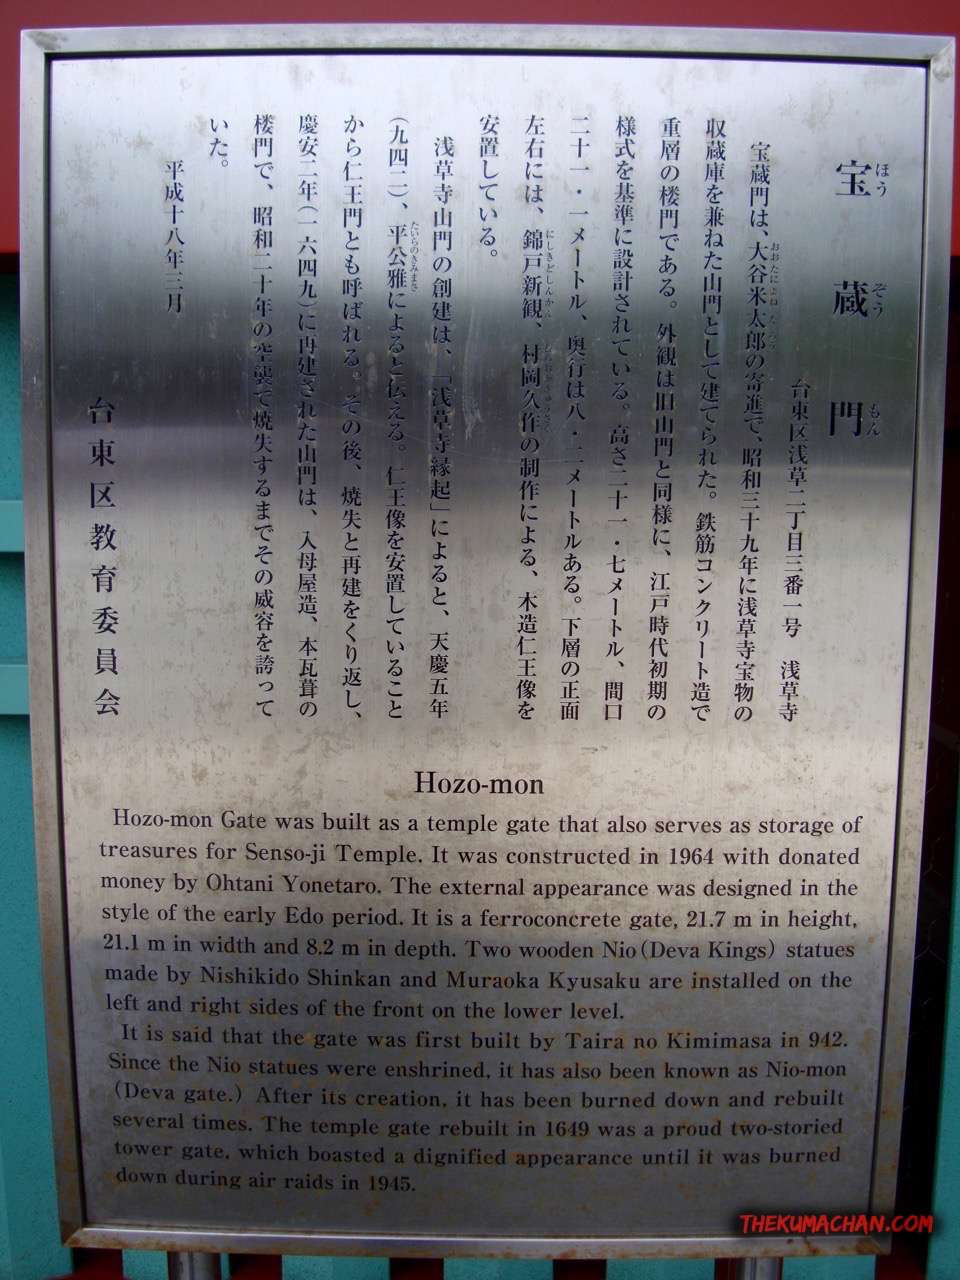 宝蔵門
ほうぞうもん
台東区浅草二丁目三番一号　浅草寺
宝蔵門は、大谷米太郎の寄進で、昭和三十九年に浅草寺宝物の
収蔵庫を兼ねた山門として建てられた。鉄筋コンクリート造で
重層の楼門である。外観は旧山門と同様に、江戸時代初期の
様式を基準に設計されている。高さ二十一・七メートル、間口
二十一・一メートル、奥行は八・二メートルある。下層の正面
左右には、錦戸新観、村岡久作の制作による、木造仁王像を
にしきどしんかん
安置している。
浅草寺山門の創建は、「浅草寺縁起」によると、天慶五年
(九四二)、平公雅によると伝える。仁王像を安置していること
たいらのきみまさ
から仁王門とも呼ばれる。その後、焼失と再建をくり返し、
慶安二年(一六四九)に再建された山門は、入母屋造、本瓦葺の
楼門で、昭和二十年の空襲で焼失するまでその威容を誇って
いた。
平成十八年三月
台東区教育委員会
Hozo-mon
Hozo-mon Gate was built as a temple gate that also serves as storage of
treasures for Senso-ji Temple. It was constructed in 1964 with donated
money by Ohtani Yonetaro. The external appearance was designed in the
style of the early Edo period. It is a ferroconcrete gate, 21.7 m in height,
21.1 m in width and 8.2 m in depth. Two wooden Nio (Deva Kings) statues
made by Nishikido Shinkan and Muraoka Kyusaku are installed on the
left and right sides of the front on the lower level.
It is said that the gate was first built by Taira no Kimimasa in 942.
Since the Nio statues were enshrined, it has also been known as Nio-mon
(Deva gate.) After its creation, it has been burned down and rebuilt
several times. The temple gate rebuilt in 1649 was a proud two-storied
tower gate, which boasted a dignified appearance until it was burned
down during air raids in 1945.
THEKUMACHAN.COM